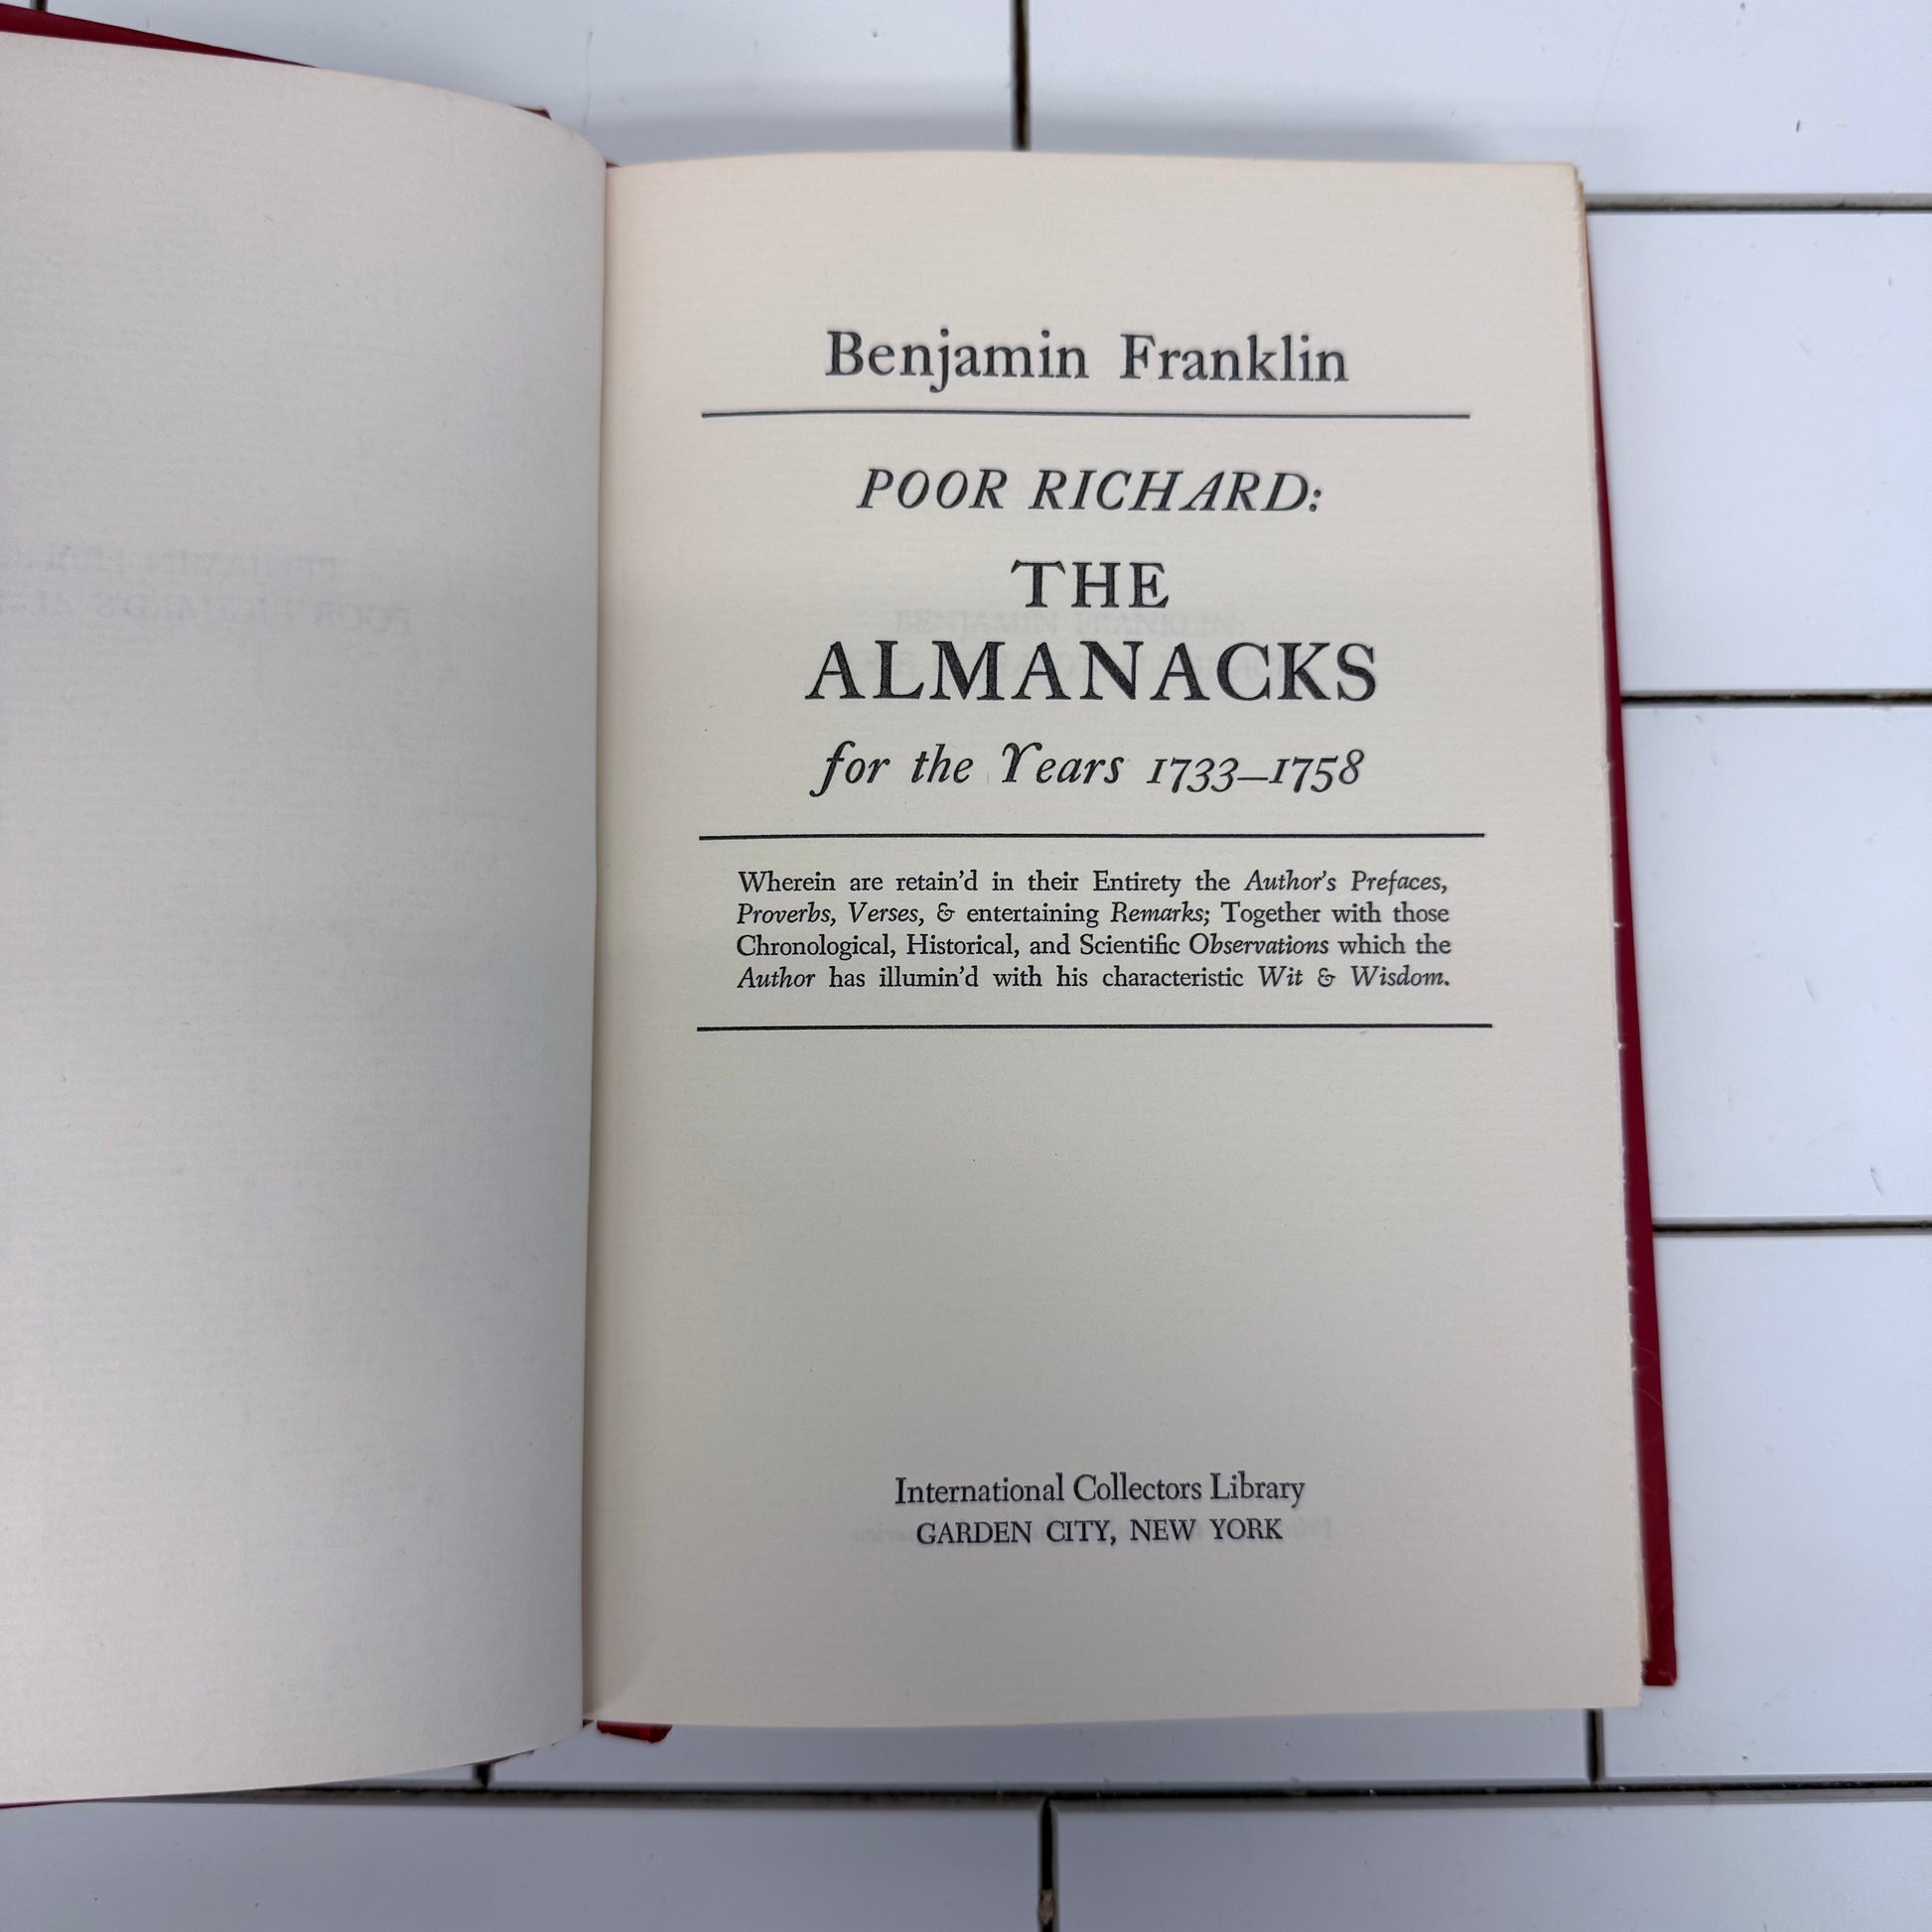 Benjamin Franklin
POOR RICHARD:
THE
ALMANACKS
for the Years 1733–1758
Wherein are retain'd in their Entirety the Author's Prefaces,
Proverbs, Verses, & entertaining Remarks; Together with those
Chronological, Historical, and Scientific Observations which the
Author has illumin'd with his characteristic Wit & Wisdom.
International Collectors Library
GARDEN CITY, NEW YORK